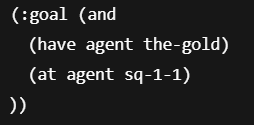 (:goal (and
(have agent the-gold)
(at agent sq-1-1)
))